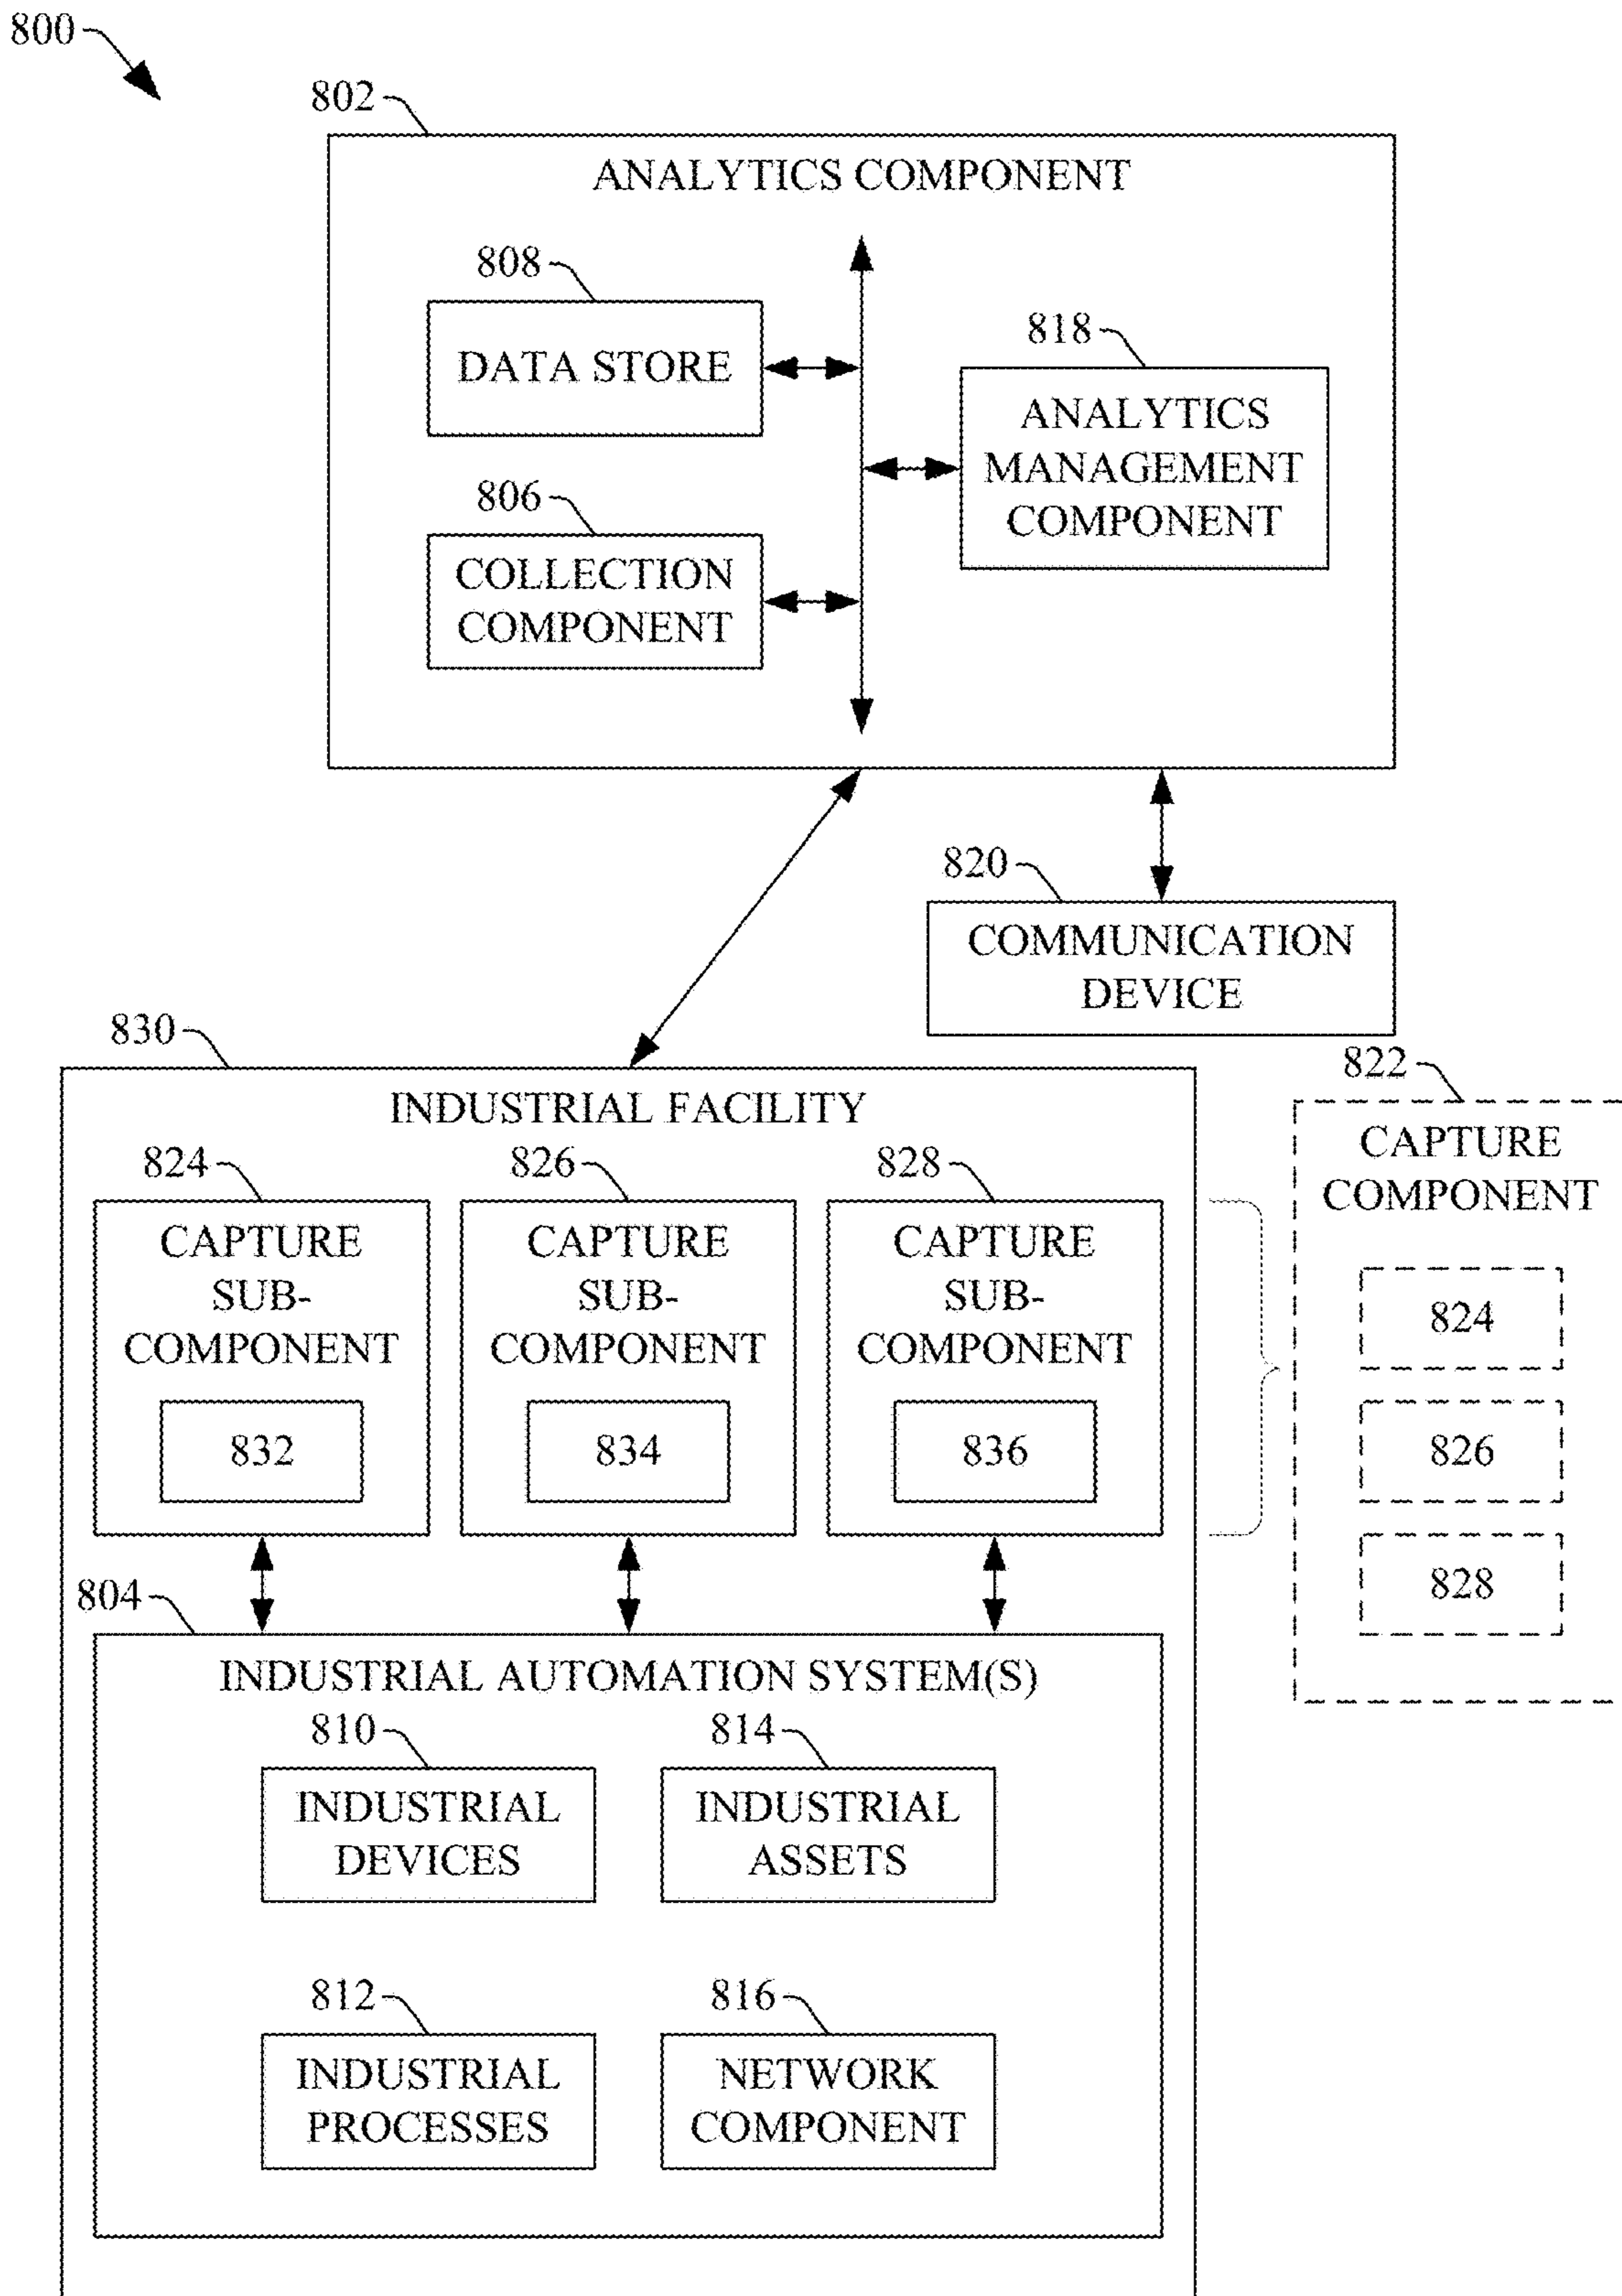 800
802
ANALYTICS COMPONENT
808
DATA STORE
818
ANALYTICS
MANAGEMENT
COMPONENT
806
COLLECTION
COMPONENT
820
COMMUNICATION
DEVICE
830
INDUSTRIAL FACILITY
822
CAPTURE
COMPONENT
824
826
828
824
CAPTURE
SUB-
COMPONENT
832
826
CAPTURE
SUB-
COMPONENT
834
828
CAPTURE
SUB-
COMPONENT
836
804
INDUSTRIAL AUTOMATION SYSTEM(S)
810
INDUSTRIAL
DEVICES
814
INDUSTRIAL
ASSETS
812
INDUSTRIAL
PROCESSES
816
NETWORK
COMPONENT